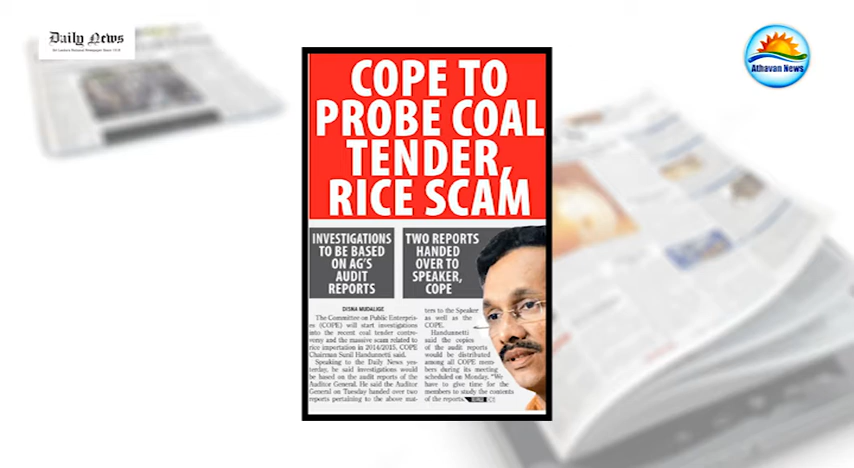 Daily News
Athavan News
COPE TO
PROBE COAL
TENDER,
RICE SCAM
INVESTIGATIONS
TO BE BASED
ON AG'S
AUDIT
REPORTS
TWO REPORTS
HANDED
OVER TO
SPEAKER,
COPE
DISNA MUDALIGE
The Committee on Public Enterpris-
es (COPE) will start investigations
into the recent coal tender contro-
versy and the massive scam related to
rice importation in 2014/2015, COPE
Chairman Sunil Handunnetti said.
Speaking to the Daily News yes-
terday, he said investigations would
be based on the audit reports of the
Auditor General. He said the Auditor
General on Tuesday handed over two
reports pertaining to the above mat-
ters to the Speaker
as well as the
COPE.
Handunnetti
said the copies
of the audit reports
would be distributed
among all COPE mem-
bers during its meeting
scheduled on Monday. "We
have to give time for the
members to study the contents
of the reports.